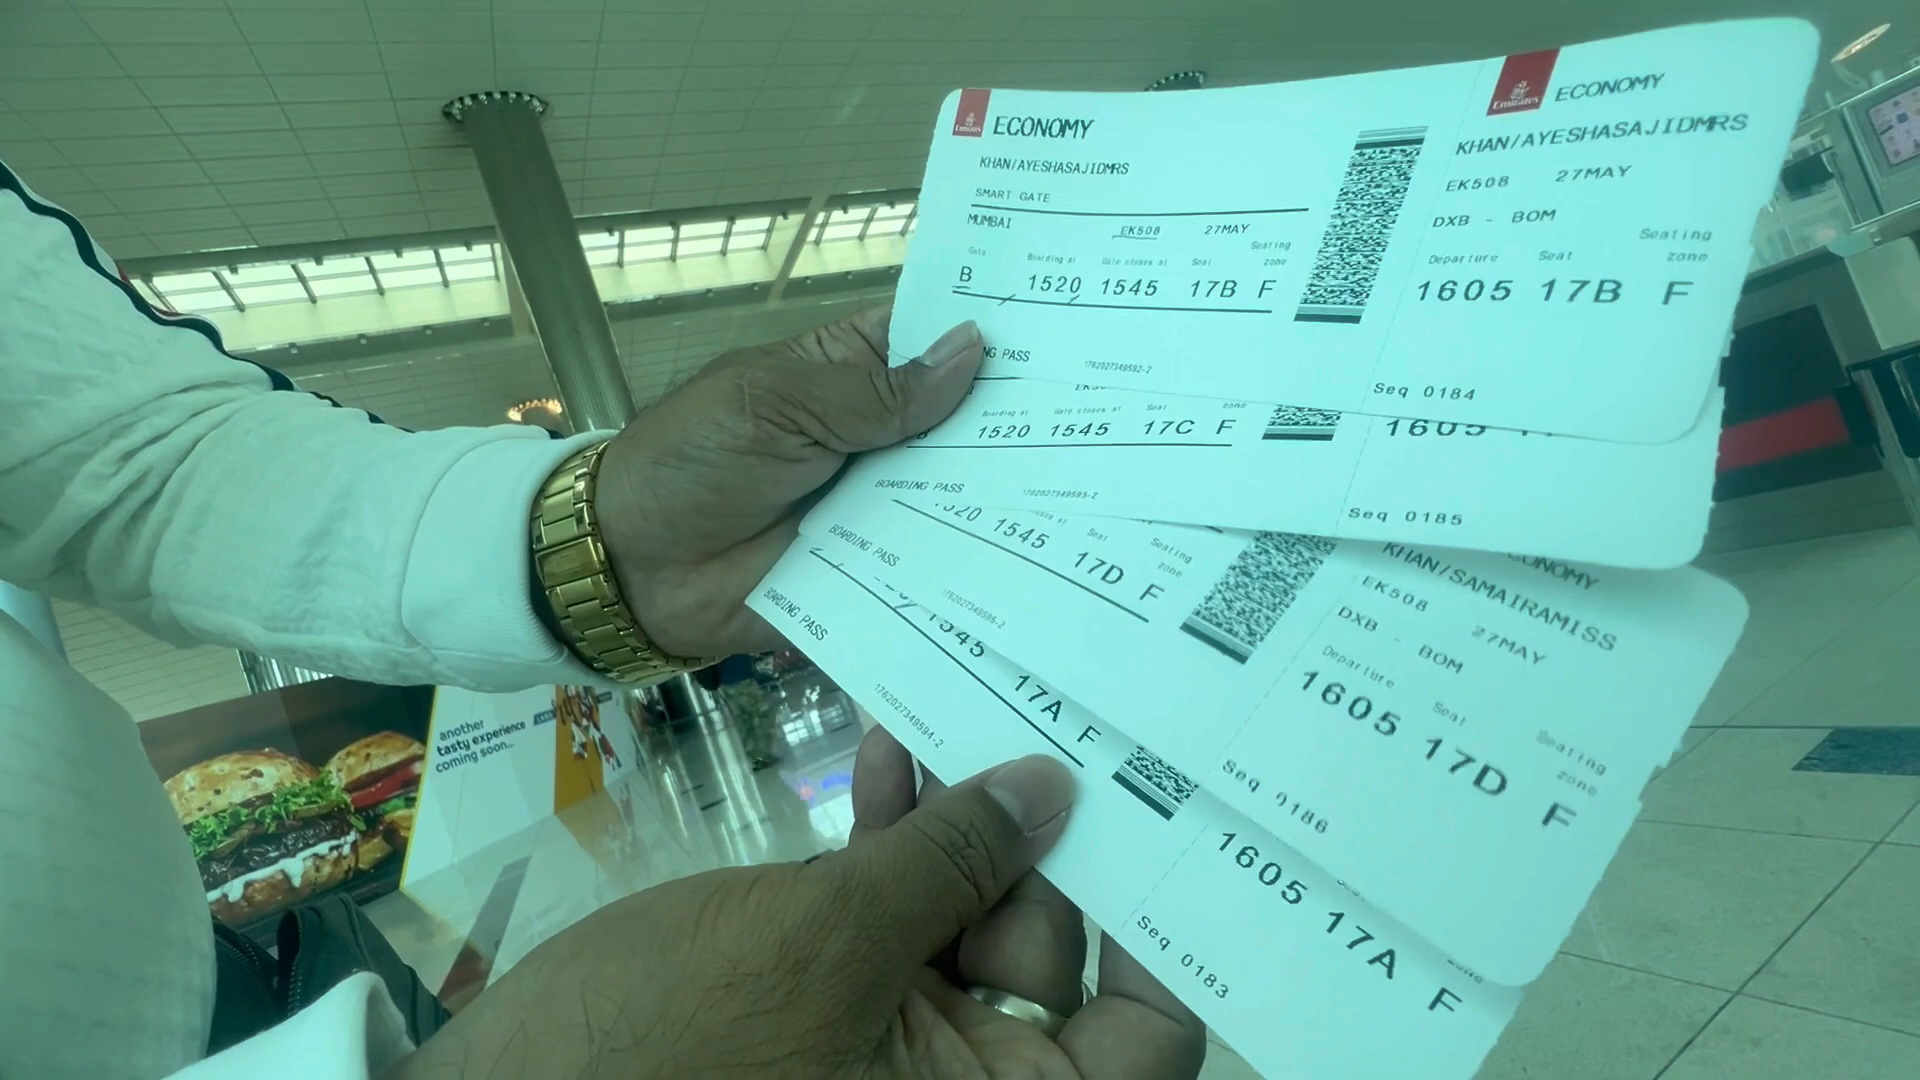 Emirates
ECONOMY
KHAN/AYESHASAJIDMRS
SMART GATE
MUMBAI
EK508 27MAY
Gate Boarding at Gate closes at Seat Seating zone
B 1520 1545 17B F
NG PASS
1762027349592-2
Emirates
ECONOMY
KHAN/AYESHASAJIDMRS
EK508 27MAY
DXB - BOM
Departure Seat Seating zone
1605 17B F
Seq 0184
Boarding at Gate closes at Seat zone
1520 1545 17C F
BOARDING PASS
1762027349593-2
1605
Seq 0185
Seat Seating zone
1545 17D F
BOARDING PASS
1762027349595-2
ECONOMY
KHAN/SAMAIRAMISS
EK508 27MAY
DXB - BOM
Departure Seat Seating zone
1605 17D F
Seq 0186
1545 17A F
BOARDING PASS
1762027349594-2
1605 17A F
Seq 0183
another
tasty experience
coming soon...